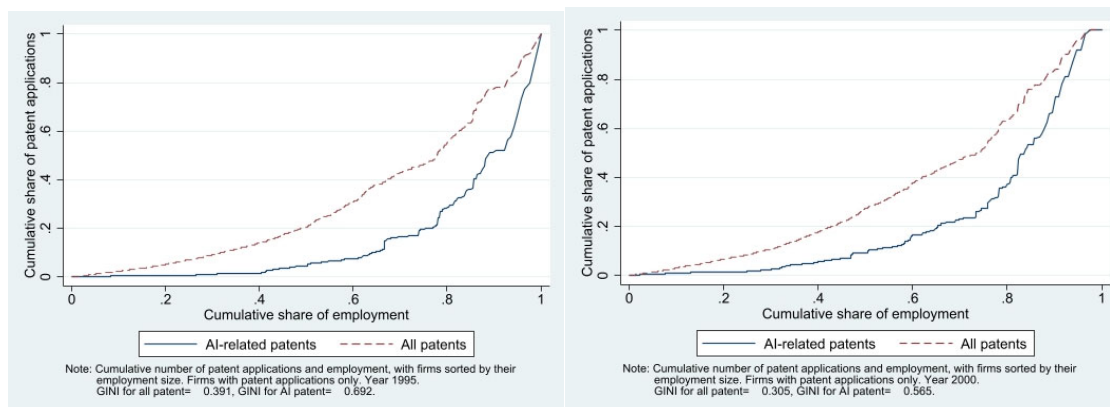 Cumulative share of patent applications
1
.8
.6
.4
.2
0
0 .2 .4 .6 .8 1
Cumulative share of employment
AI-related patents All patents
Note: Cumulative number of patent applications and employment, with firms sorted by their
employment size. Firms with patent applications only. Year 1995.
GINI for all patent= 0.391, GINI for AI patent= 0.692.
Cumulative share of patent applications
1
.8
.6
.4
.2
0
0 .2 .4 .6 .8 1
Cumulative share of employment
AI-related patents All patents
Note: Cumulative number of patent applications and employment, with firms sorted by their
employment size. Firms with patent applications only. Year 2000.
GINI for all patent= 0.305, GINI for AI patent= 0.565.